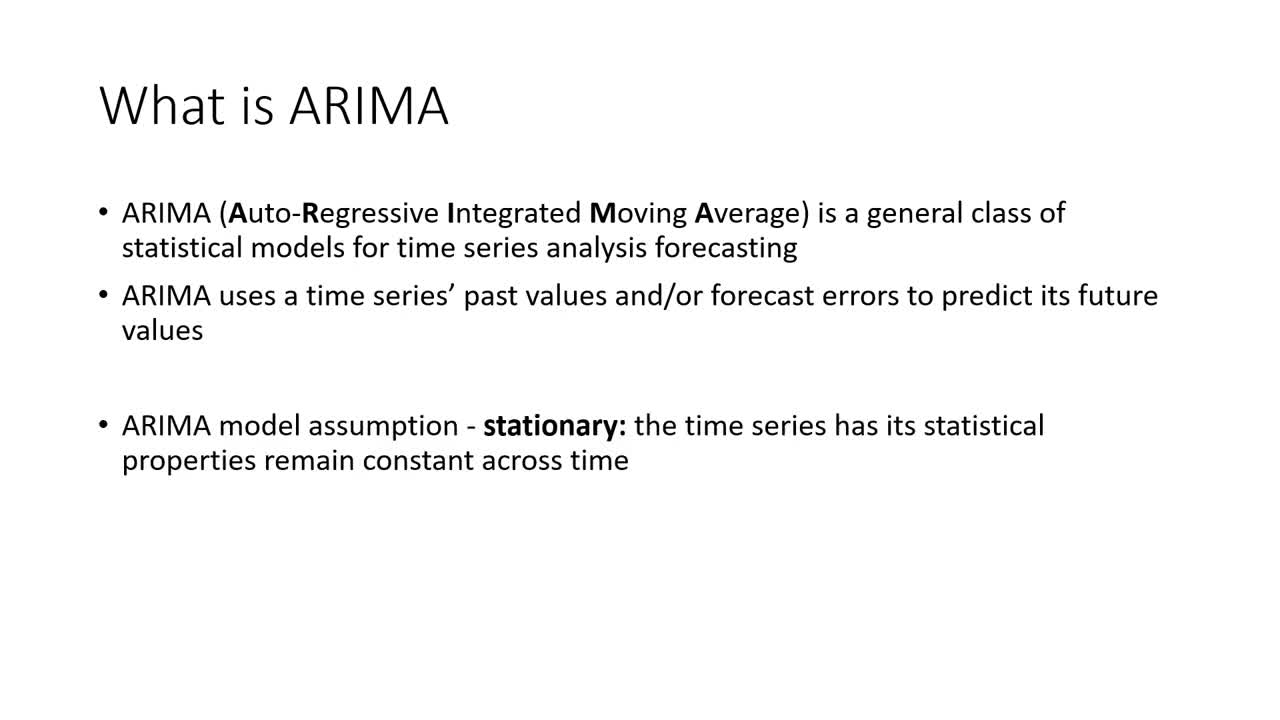 What is ARIMA
• ARIMA (Auto-Regressive Integrated Moving Average) is a general class of
statistical models for time series analysis forecasting
• ARIMA uses a time series’ past values and/or forecast errors to predict its future
values
• ARIMA model assumption - stationary: the time series has its statistical
properties remain constant across time